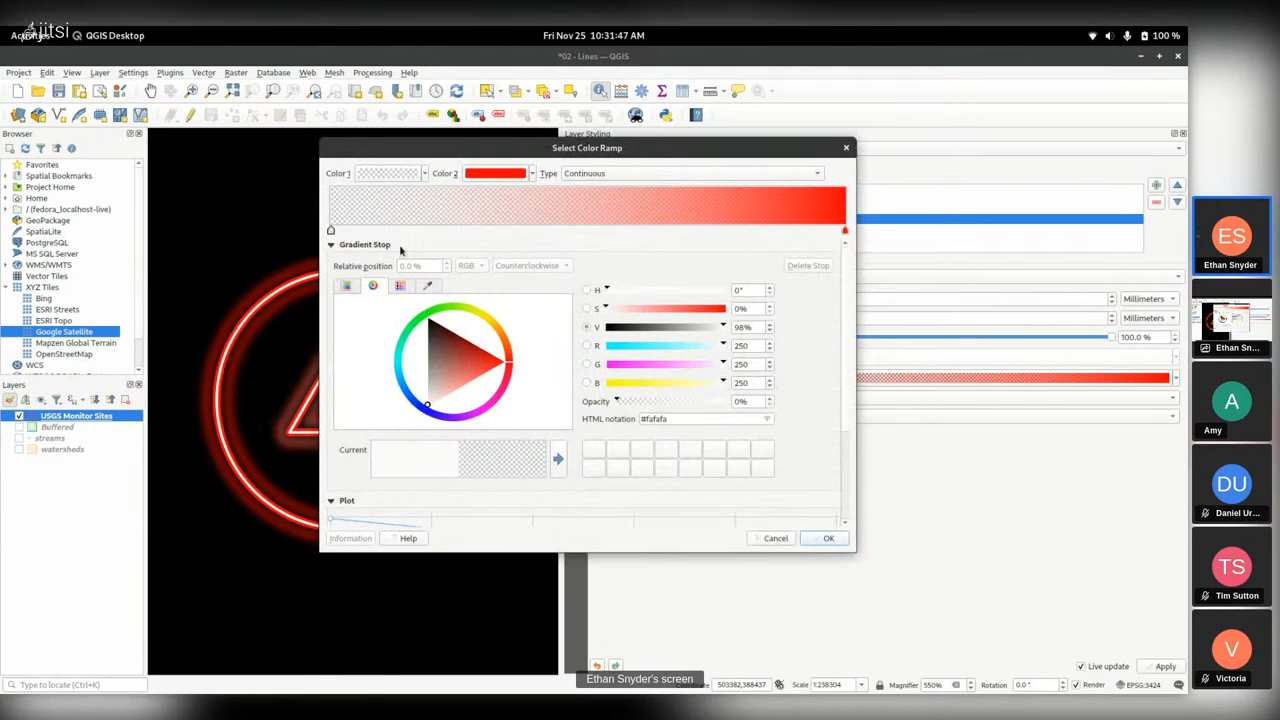 jitsi
QGIS Desktop
Fri Nov 25 10:31:47 AM
100 %
*02 - Lines — QGIS
Project Edit View Layer Settings Plugins Vector Raster Database Web Mesh Processing Help
Browser
Layer Styling
Favorites
Spatial Bookmarks
Project Home
Home
/ (fedora_localhost-live)
GeoPackage
SpatiaLite
PostgreSQL
MS SQL Server
WMS/WMTS
Vector Tiles
XYZ Tiles
Bing
ESRI Streets
ESRI Topo
Google Satellite
Mapzen Global Terrain
OpenStreetMap
WCS
Layers
USGS Monitor Sites
Buffered
streams
watersheds
Select Color Ramp
Color 1
Color 2
Type Continuous
Gradient Stop
Relative position 0.0 % RGB Counterclockwise Delete Stop
H 0°
S 0%
V 98%
R 250
G 250
B 250
Opacity 0%
HTML notation #fafafa
Current
Plot
Information Help Cancel OK
Millimeters
Millimeters
100.0 %
Live update Apply
Type to locate (Ctrl+K)
Coordinate 503382,388437 Scale 1:238304 Magnifier 550% Rotation 0.0 ° Render EPSG:3424
Ethan Snyder's screen
ES
Ethan Snyder
Ethan Sn...
A
Amy
DU
Daniel Ur...
TS
Tim Sutton
V
Victoria